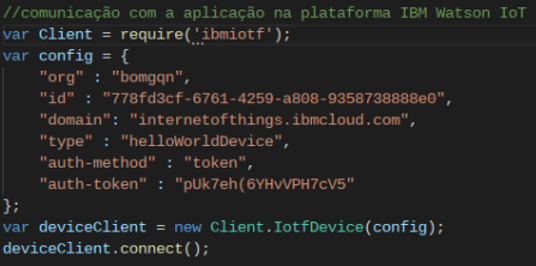 //comunicação com a aplicação na plataforma IBM Watson IoT
var Client = require('ibmiotf');
var config = {
    "org" : "bomgqn",
    "id" : "778fd3cf-6761-4259-a808-9358738888e0",
    "domain": "internetofthings.ibmcloud.com",
    "type" : "helloWorldDevice",
    "auth-method" : "token",
    "auth-token" : "pUk7eh(6YHvVPH7cV5"
};
var deviceClient = new Client.IotfDevice(config);
deviceClient.connect();